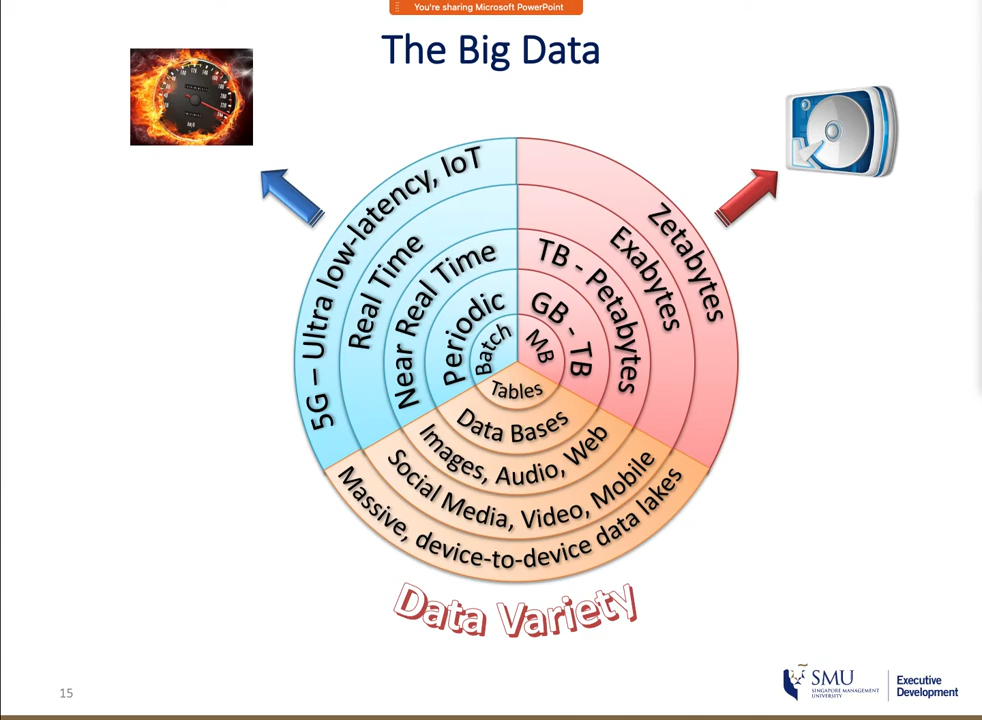 You're sharing Microsoft PowerPoint
The Big Data
5G – Ultra low-latency, IoT
Real Time
Near Real Time
Periodic
Batch
Zetabytes
Exabytes
TB - Petabytes
GB - TB
MB
Tables
Data Bases
Images, Audio, Web
Social Media, Video, Mobile
Massive, device-to-device data lakes
Data Variety
15
SMU
SINGAPORE MANAGEMENT
UNIVERSITY
Executive
Development